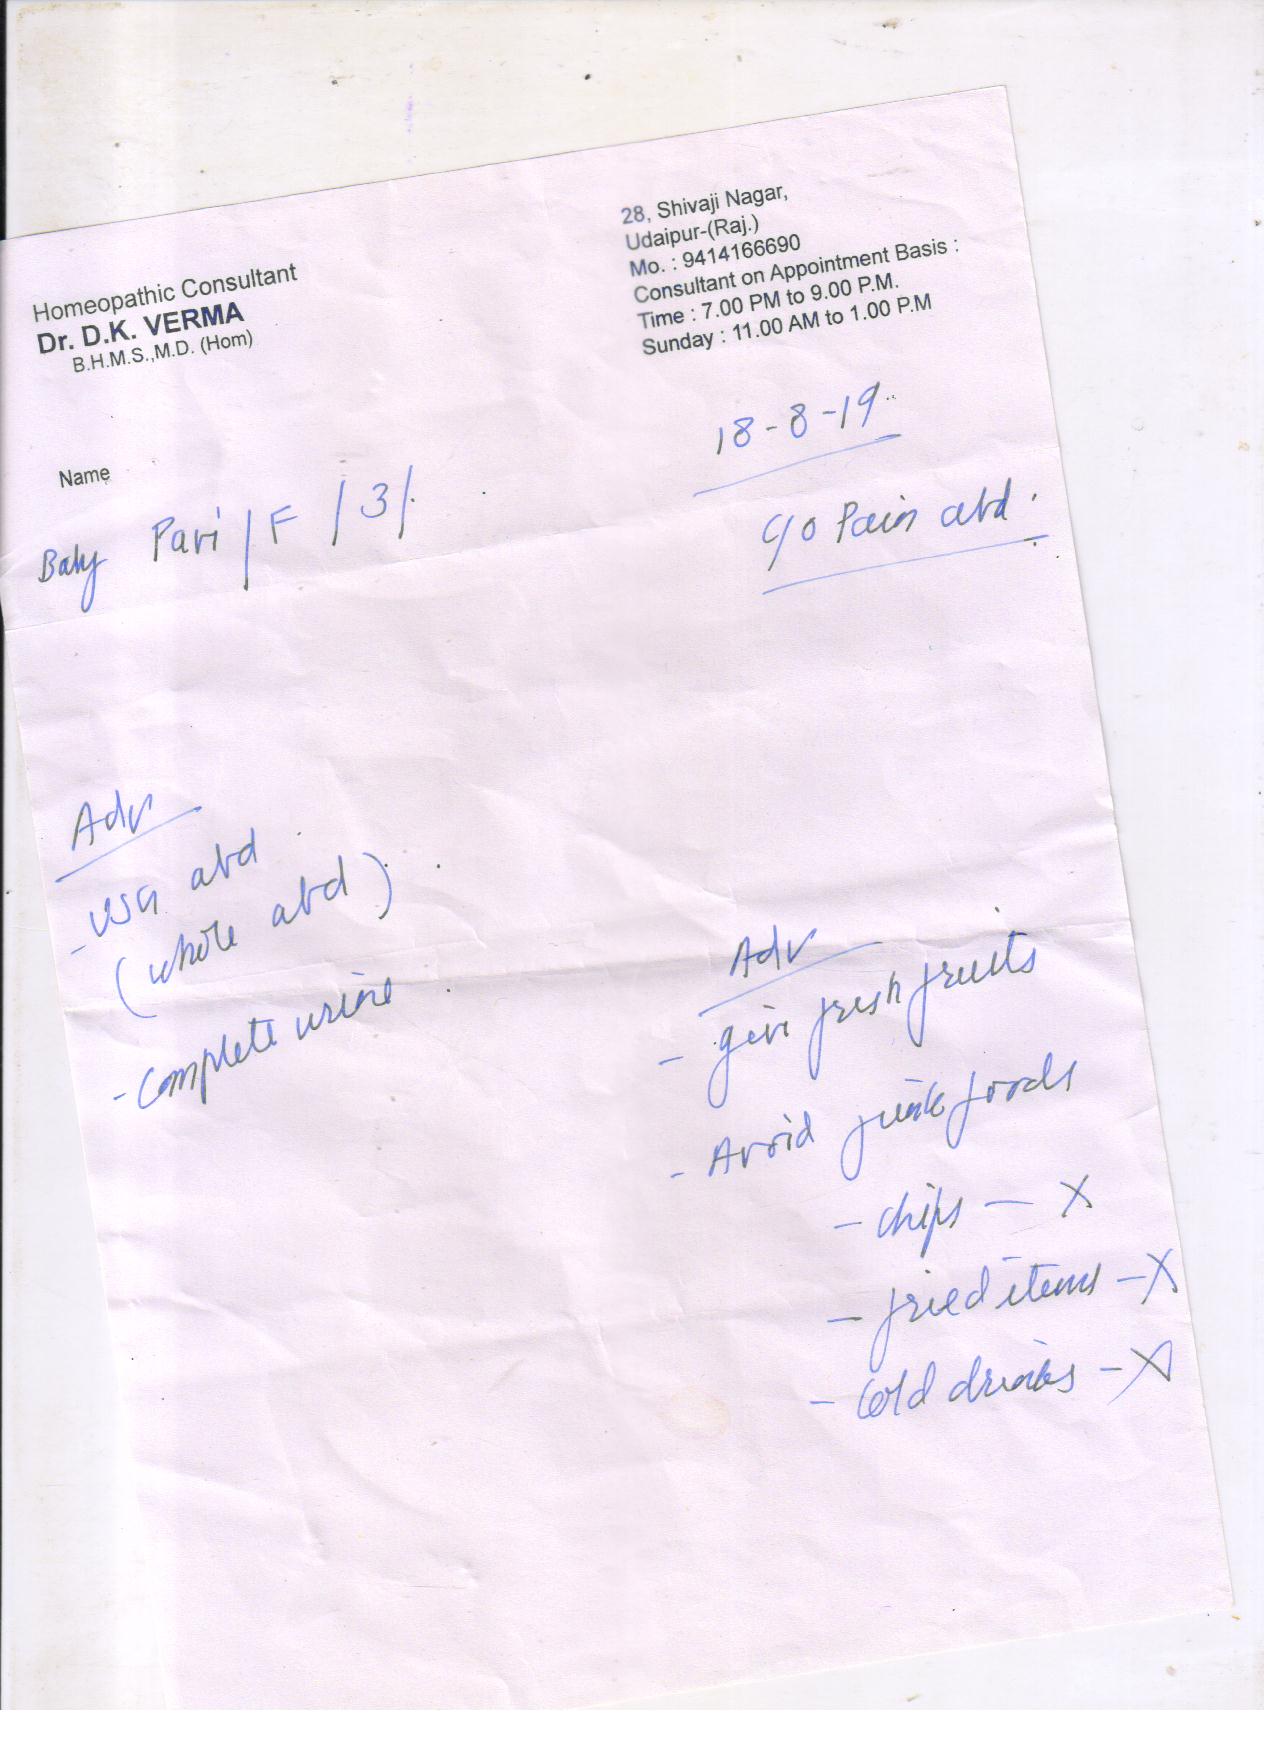 Homeopathic Consultant
Dr. D.K. VERMA
B.H.M.S.,M.D. (Hom)
28, Shivaji Nagar,
Udaipur-(Raj.)
Mo. : 9414166690
Consultant on Appointment Basis :
Time : 7.00 PM to 9.00 P.M.
Sunday : 11.00 AM to 1.00 P.M
18-8-19
Name
Baby Pari / F / 3/.
C/o Pain abd.
Adv
- USG abd
(whole abd)
- Complete urine
Adv
- give fresh fruits
- Avoid junk foods
- chips — X
- fried items - X
- Cold drinks - X